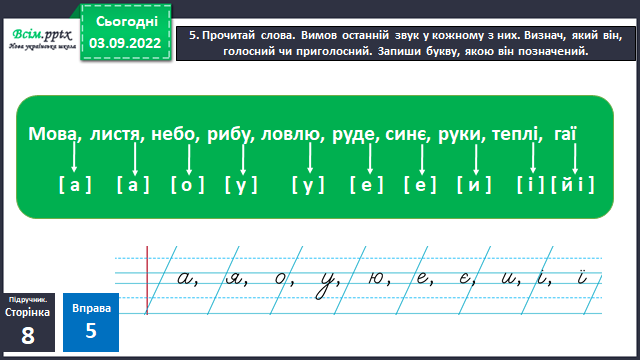 Всім.pptx
Нова українська школа
Сьогодні
03.09.2022
5. Прочитай слова. Вимов останній звук у кожному з них. Визнач, який він,
голосний чи приголосний. Запиши букву, якою він позначений.
Мова, листя, небо, рибу, ловлю, руде, синє, руки, теплі, гаї
[ а ] [ а ] [ о ] [ у ] [ у ] [ е ] [ е ] [ и ] [ і ] [ й і ]
а, я, о, у, ю, е, є, и, і, ї
Підручник.
Сторінка
8
Вправа
5